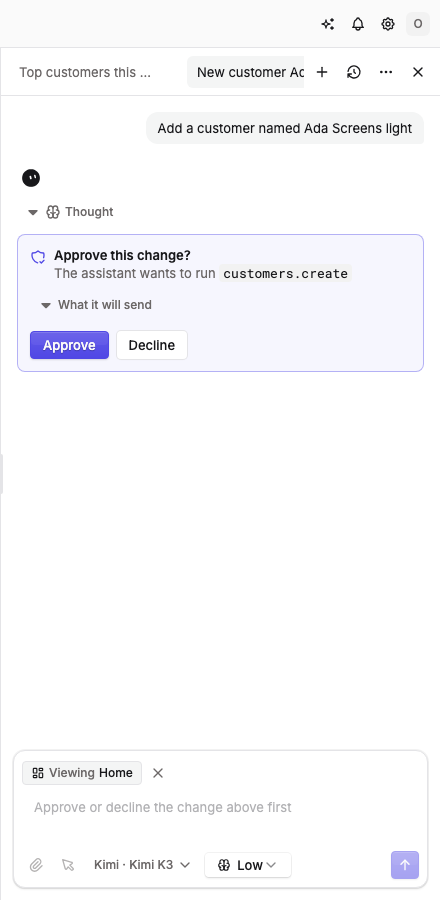 O
Top customers this ...
New customer Ad
Add a customer named Ada Screens light
Thought
Approve this change?
The assistant wants to run customers.create
What it will send
Approve
Decline
Viewing Home
Approve or decline the change above first
Kimi · Kimi K3
Low